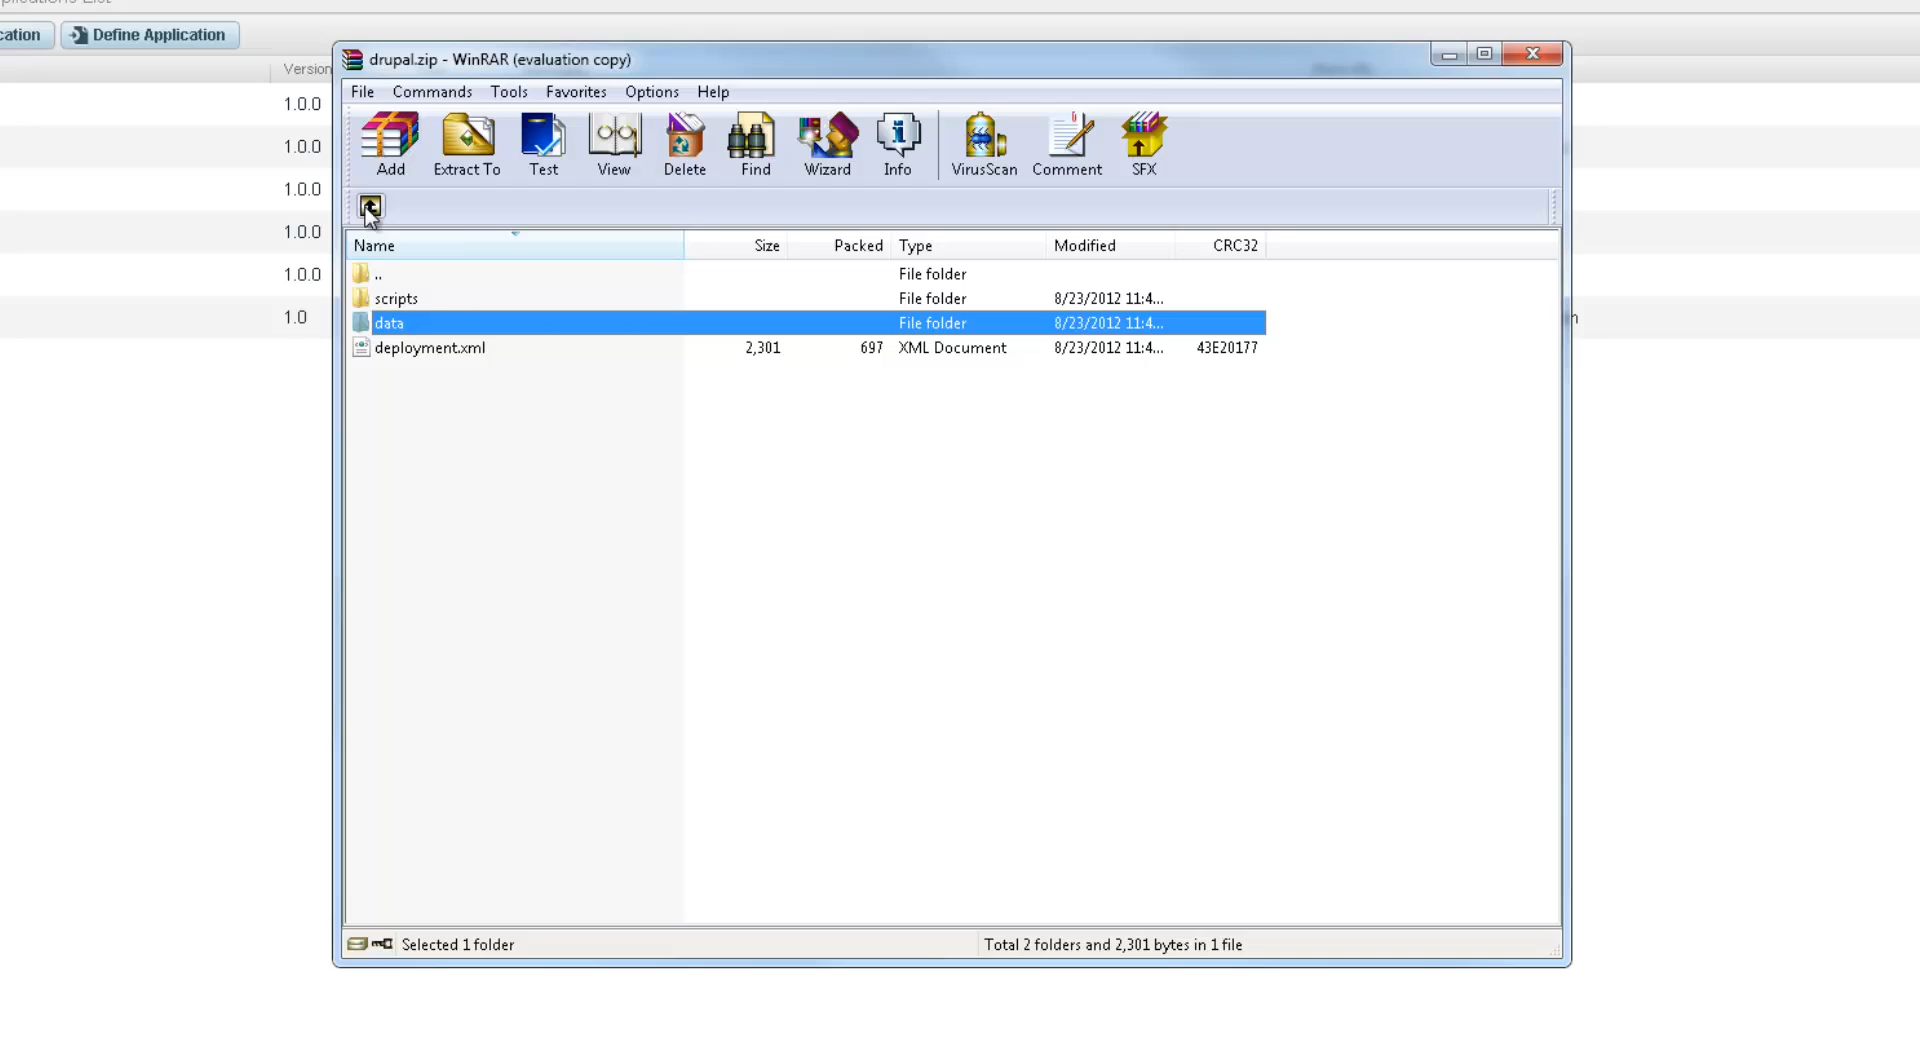 Define Application
Version
1.0.0
1.0.0
1.0.0
1.0.0
1.0.0
1.0
drupal.zip - WinRAR (evaluation copy)
File Commands Tools Favorites Options Help
Add Extract To Test View Delete Find Wizard Info VirusScan Comment SFX
Name Size Packed Type Modified CRC32
.. File folder
scripts File folder 8/23/2012 11:4...
data File folder 8/23/2012 11:4...
deployment.xml 2,301 697 XML Document 8/23/2012 11:4... 43E20177
Selected 1 folder Total 2 folders and 2,301 bytes in 1 file